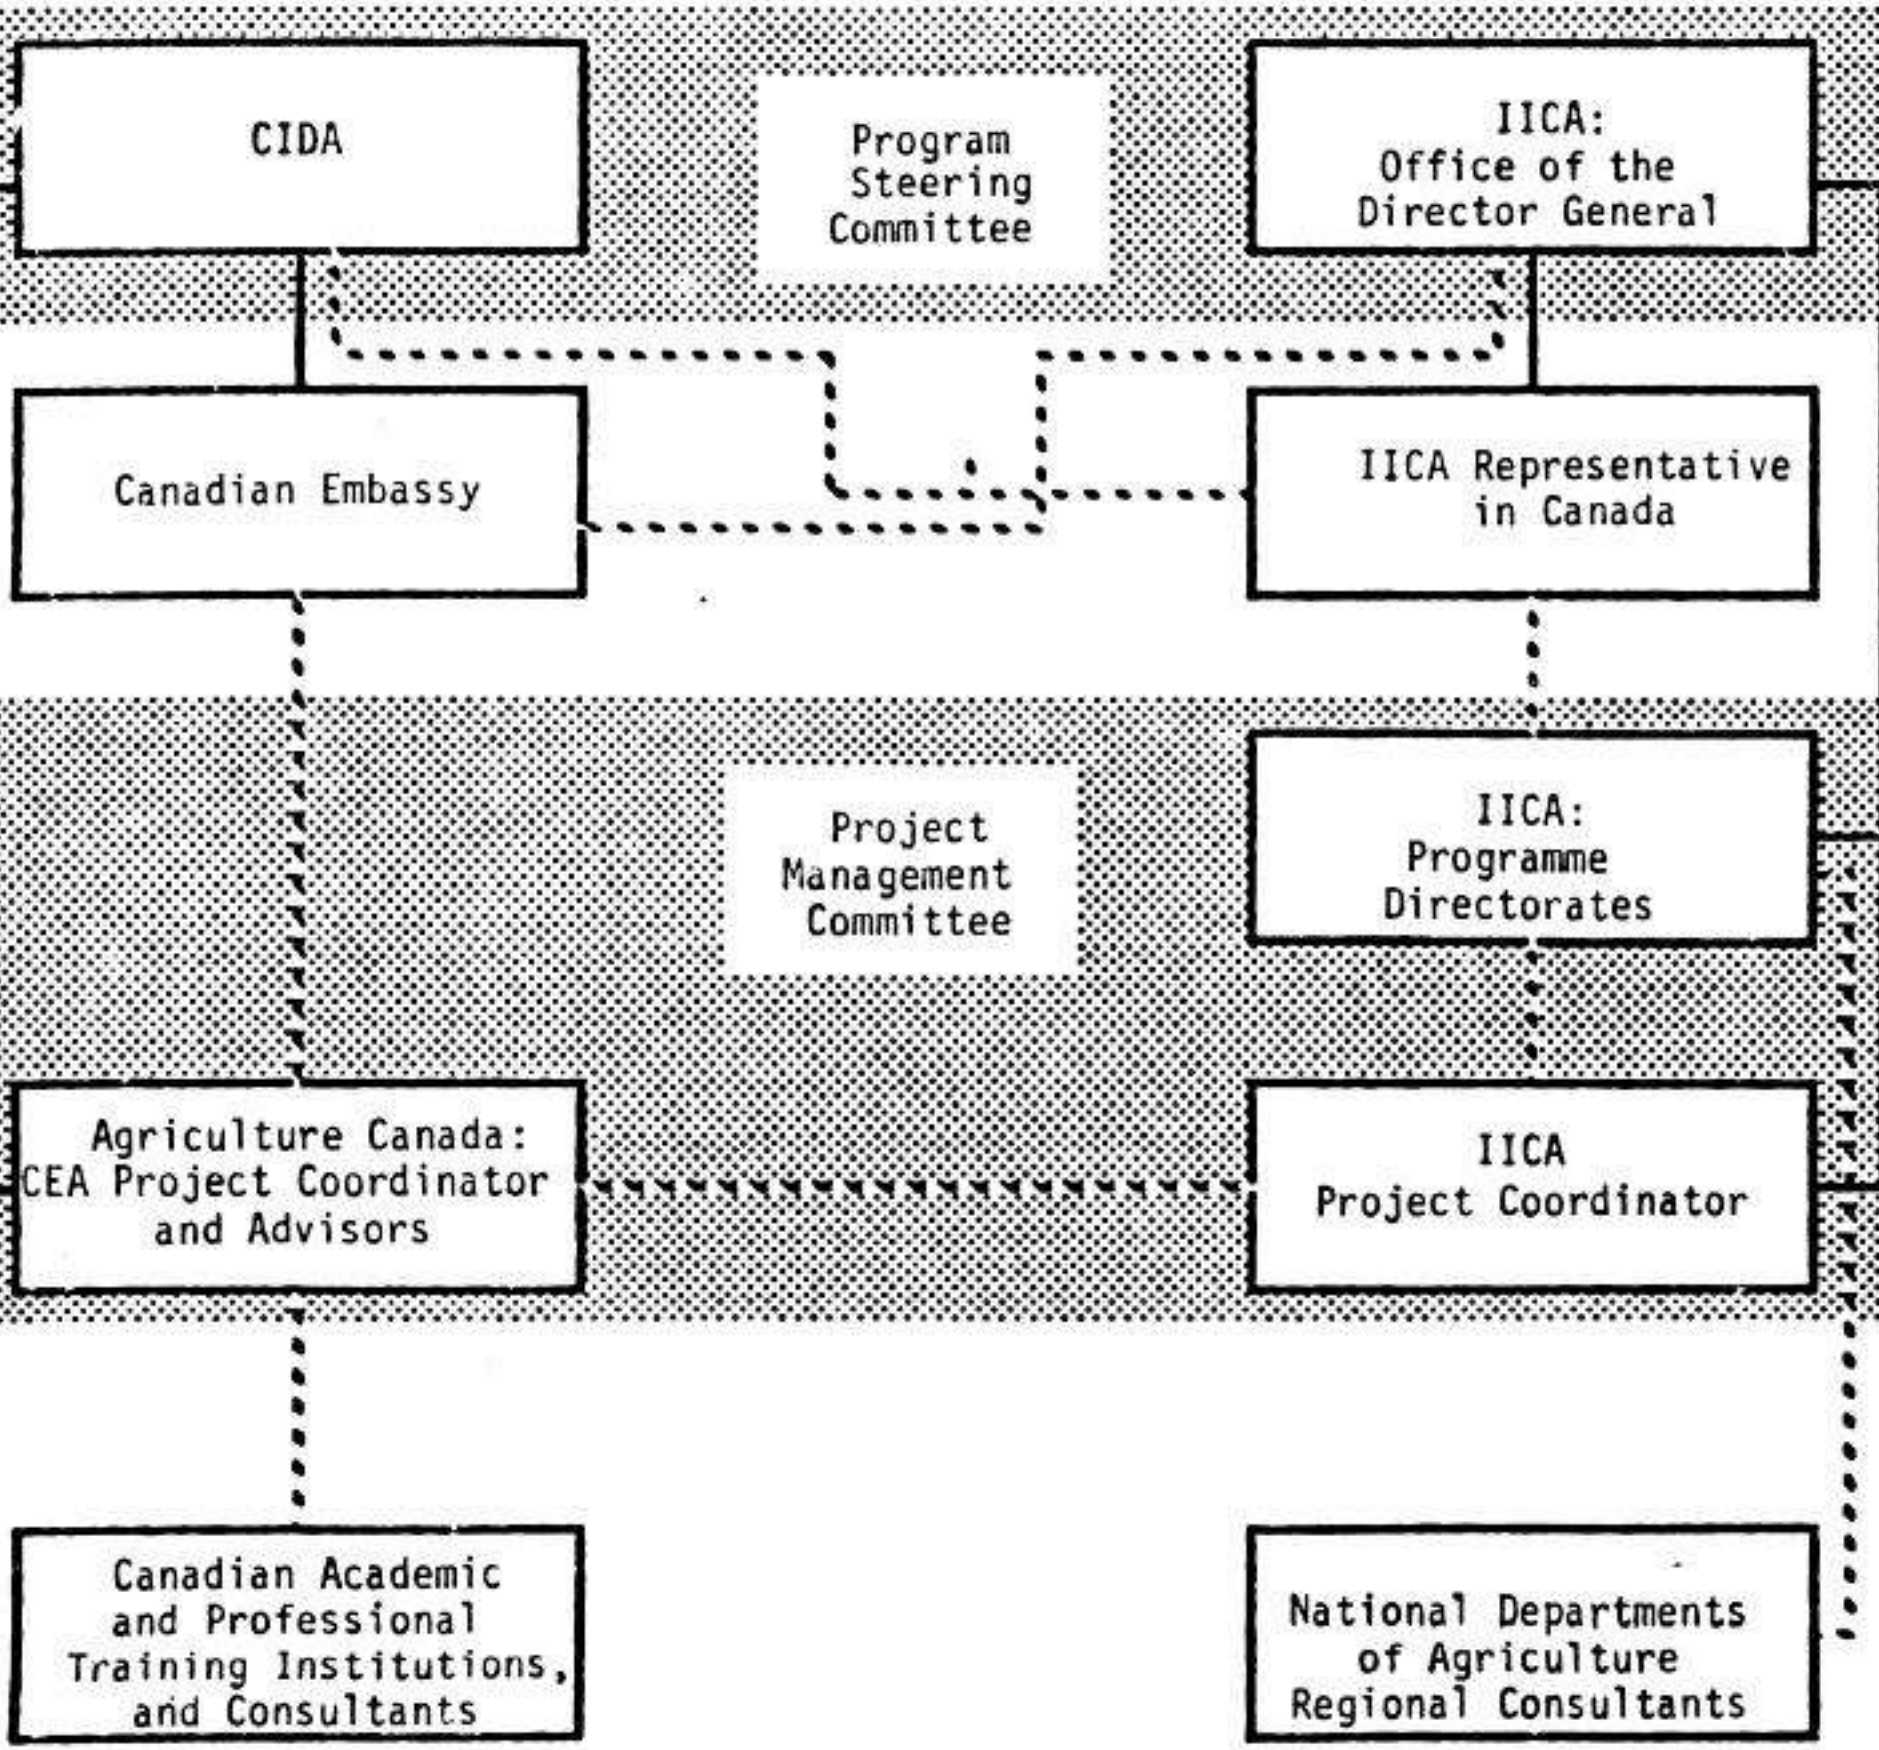 CIDA
Program
Steering
Committee
IICA:
Office of the
Director General
Canadian Embassy
IICA Representative
in Canada
Project
Management
Committee
IICA:
Programme
Directorates
Agriculture Canada:
CEA Project Coordinator
and Advisors
IICA
Project Coordinator
Canadian Academic
and Professional
Training Institutions,
and Consultants
National Departments
of Agriculture
Regional Consultants